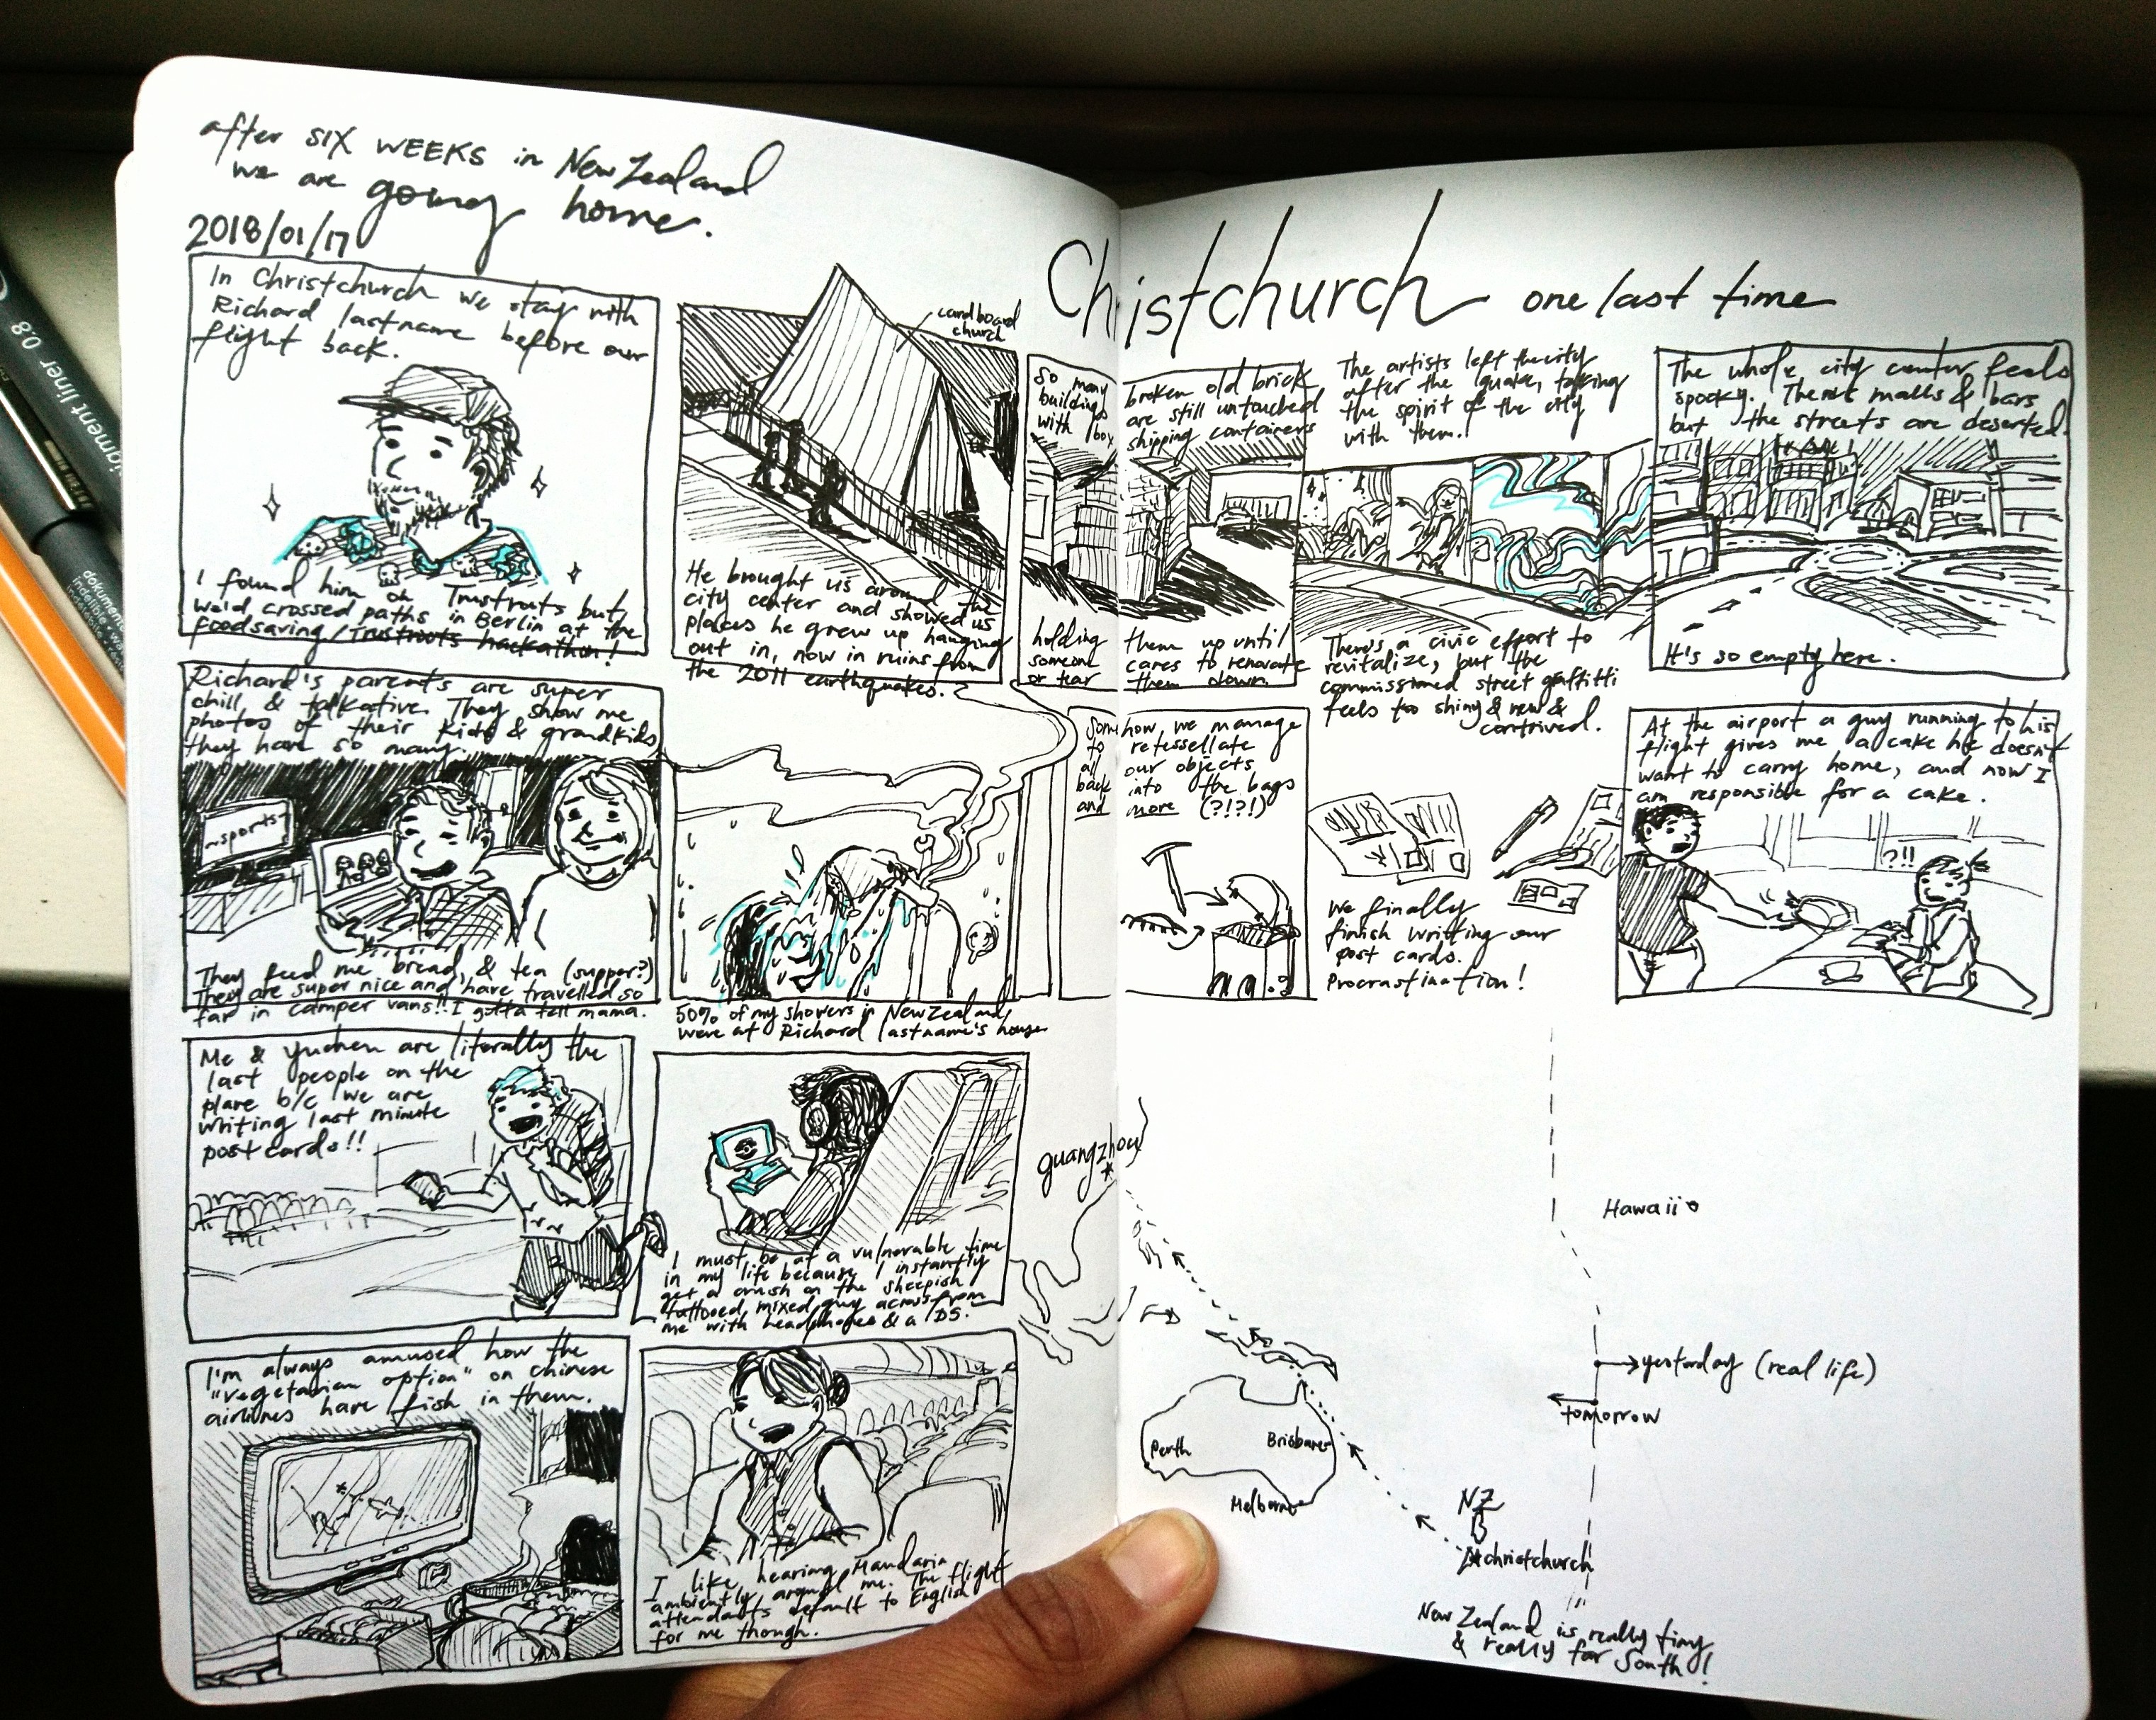 after SIX WEEKS in New Zealand
we are going home.
2018/01/17
Christchurch one last time
In Christchurch we stay with
Richard lastname before our
flight back.
I found him on Trustroots but
we'd crossed paths in Berlin at the
foodsaving/Trustroots hackathon!
cardboard
church
He brought us around the
city center and showed us
places he grew up hanging
out in, now in ruins from
the 2011 earthquakes.
So many broken old brick
buildings are still untouched
with box shipping containers
holding them up until
someone cares to renovate
or tear them down.
The artists left the city
after the quake, taking
the spirit of the city
with them.
There's a civic effort to
revitalize, but the
commissioned street gaffitti
feels too shiny & new &
contrived.
The whole city center feels
spooky. There malls & bars
but the streets are deserted.
It's so empty here.
Richard's parents are super
chill & talkative. They show me
photos of their kids & grandkids,
they have so many.
~sports~
They feed me bread, & tea (supper?)
They are super nice and have travelled so
far in camper vans!! I gotta tell mama.
50% of my showers in New Zealand
were at Richard lastname's house
Somehow we manage
to retessellate
all our objects
back into the bags
and more (?!?!)
We finally
finish writting our
post cards.
Procrastination!
At the airport a guy running to his
flight gives me a cake he doesn't
want to carry home, and now I
am responsible for a cake.
?!!
Me & Yuchen are literally the
last people on the
plane b/c we are
writing last minute
post cards!!
I must be at a vulnerable time
in my life because I instantly
get a crush on the sheepish
tattooed, mixed guy across from
me with headphones & a DS.
I'm always amused how the
"vegetarian option" on chinese
airlines have fish in them.
I like hearing Mandarin
ambiently around me. The flight
attendants default to English
for me though.
guangzhou
Hawaii
yesterday (real life)
tomorrow
Perth
Brisbane
Melborne
NZ
christchurch
New Zealand is really tiny
& really far South!
igment liner 0.8